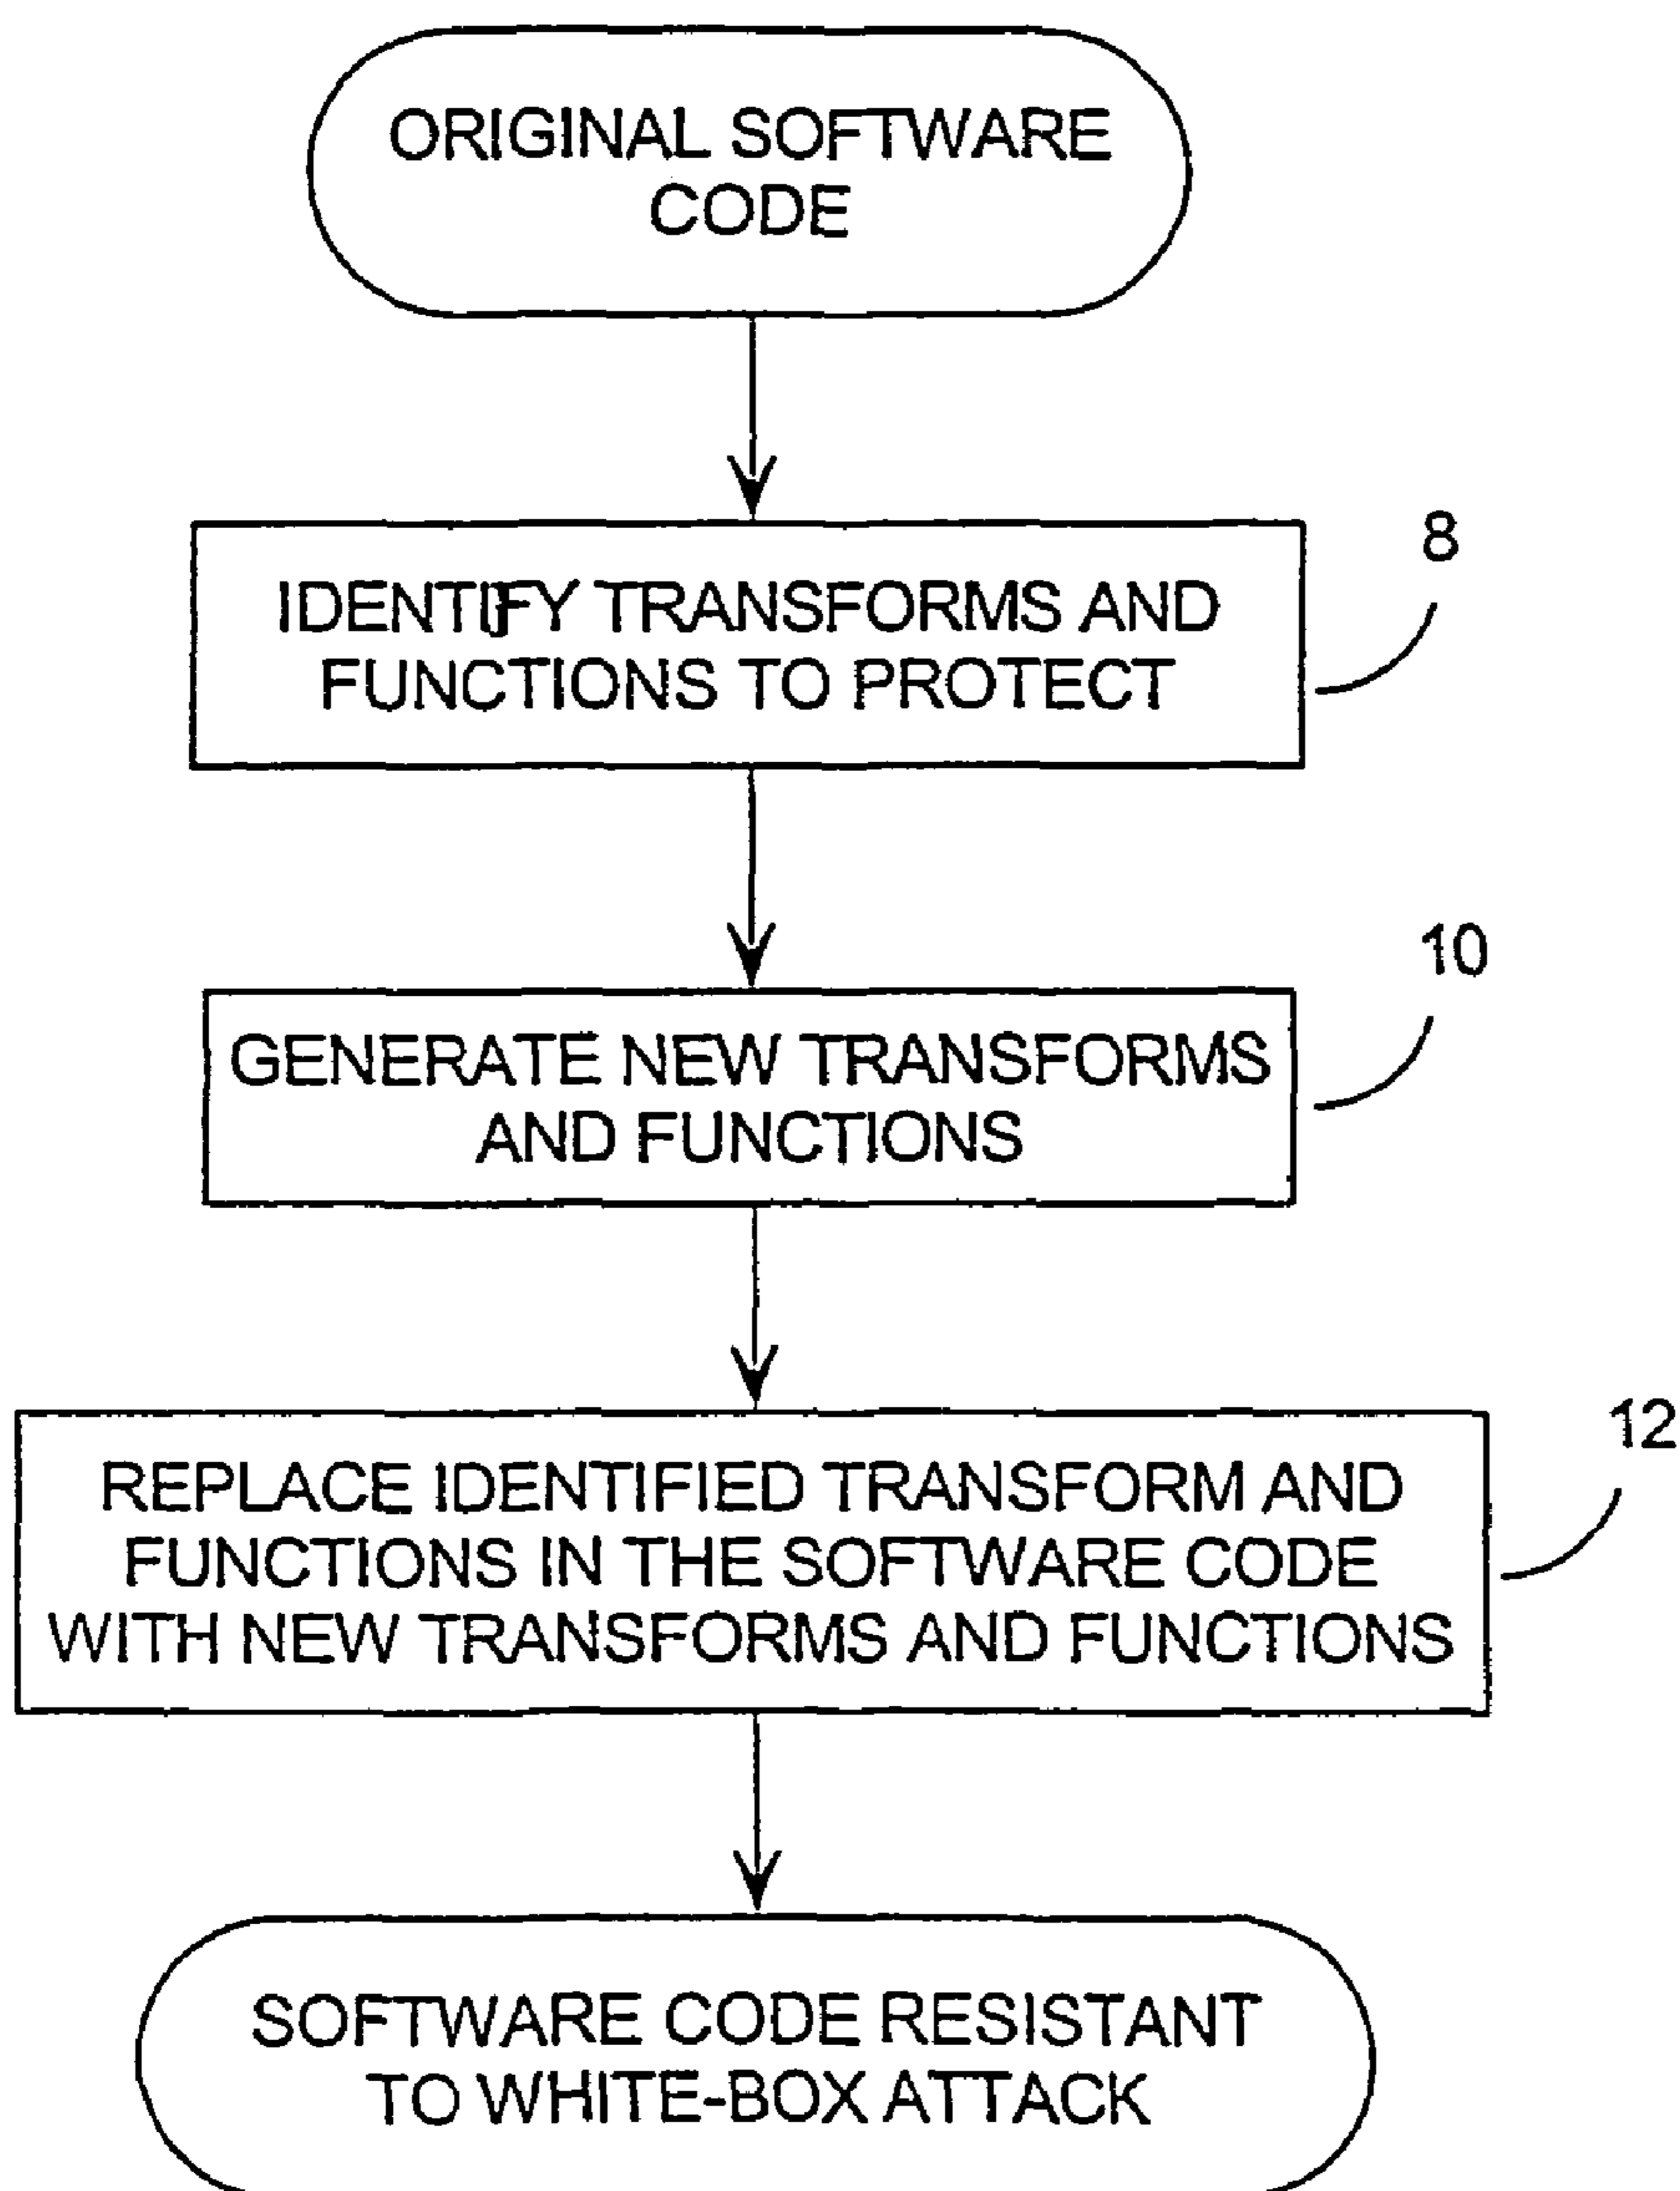 ORIGINAL SOFTWARE
CODE
8
IDENTIFY TRANSFORMS AND
FUNCTIONS TO PROTECT
10
GENERATE NEW TRANSFORMS
AND FUNCTIONS
12
REPLACE IDENTIFIED TRANSFORM AND
FUNCTIONS IN THE SOFTWARE CODE
WITH NEW TRANSFORMS AND FUNCTIONS
SOFTWARE CODE RESISTANT
TO WHITE-BOX ATTACK